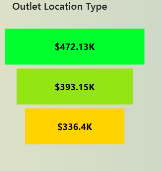 Outlet Location Type
$472.13K
$393.15K
$336.4K